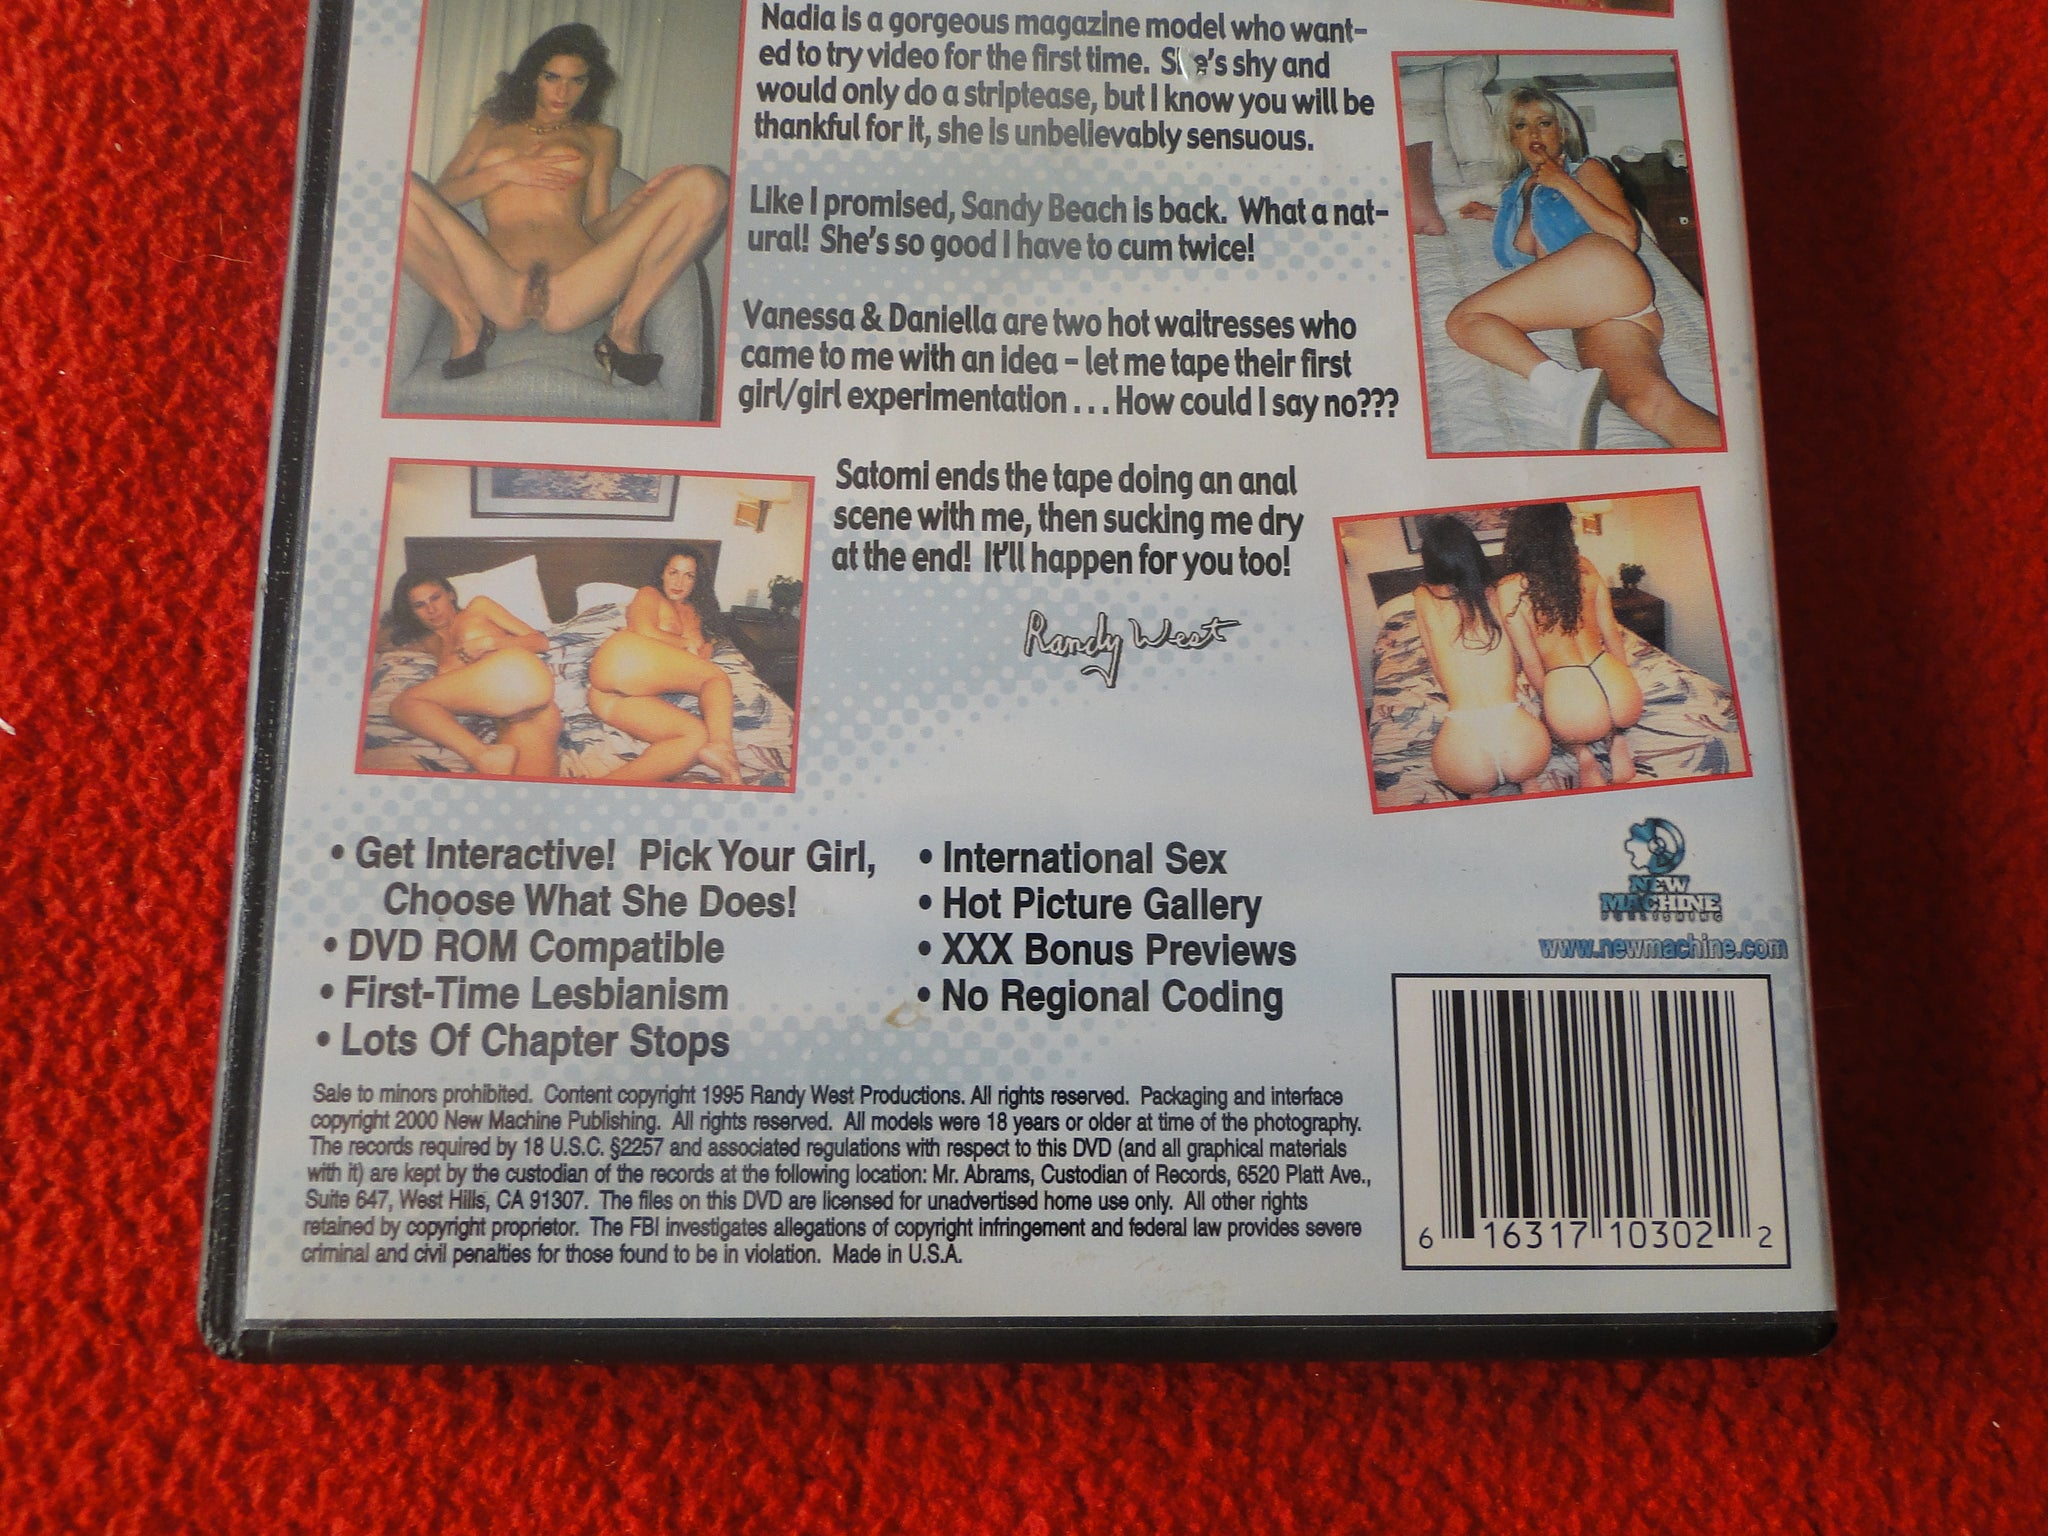 Nadia is a gorgeous magazine model who want-
ed to try video for the first time. She's shy and
would only do a striptease, but I know you will be
thankful for it, she is unbelievably sensuous.
Like I promised, Sandy Beach is back. What a nat-
ural! She's so good I have to cum twice!
Vanessa & Daniella are two hot waitresses who
came to me with an idea - let me tape their first
girl/girl experimentation . . . How could I say no???
Satomi ends the tape doing an anal
scene with me, then sucking me dry
at the end! It'll happen for you too!
Randy West
• Get Interactive! Pick Your Girl,
Choose What She Does!
• DVD ROM Compatible
• First-Time Lesbianism
• Lots Of Chapter Stops
• International Sex
• Hot Picture Gallery
• XXX Bonus Previews
• No Regional Coding
NEW
MACHINE
PUBLISHING
www.newmachine.com
Sale to minors prohibited. Content copyright 1995 Randy West Productions. All rights reserved. Packaging and interface
copyright 2000 New Machine Publishing. All rights reserved. All models were 18 years or older at time of the photography.
The records required by 18 U.S.C. §2257 and associated regulations with respect to this DVD (and all graphical materials
with it) are kept by the custodian of the records at the following location: Mr. Abrams, Custodian of Records, 6520 Platt Ave.,
Suite 647, West Hills, CA 91307. The files on this DVD are licensed for unadvertised home use only. All other rights
retained by copyright proprietor. The FBI investigates allegations of copyright infringement and federal law provides severe
criminal and civil penalties for those found to be in violation. Made in U.S.A.
6 16317 10302 2